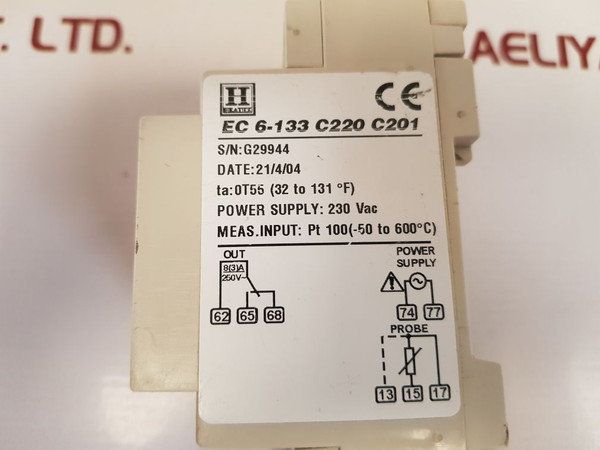 T. LTD.
AELIYA
H
CE
EC 6-133 C220 C201
S/N:G29944
DATE:21/4/04
ta:0T55 (32 to 131 °F)
POWER SUPPLY: 230 Vac
MEAS.INPUT: Pt 100(-50 to 600°C)
OUT
8(3)A
250V~
62 65 68
POWER
SUPPLY
74 77
PROBE
13 15 17